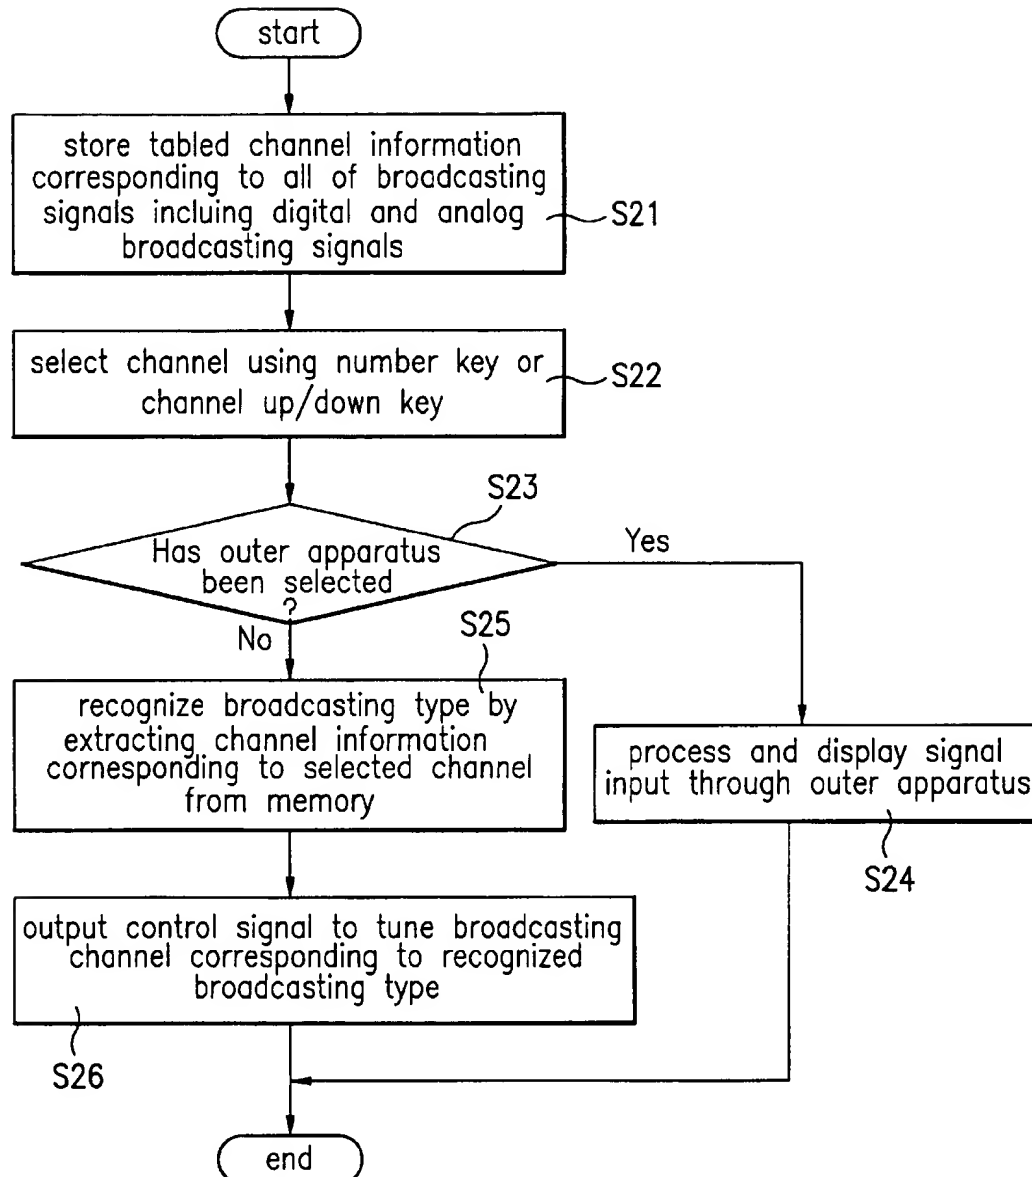 start
store tabled channel information
corresponding to all of broadcasting
signals incluing digital and analog
broadcasting signals
S21
select channel using number key or
channel up/down key
S22
S23
Has outer apparatus
been selected
?
Yes
No
S25
recognize broadcasting type by
extracting channel information
cornesponding to selected channel
from memory
process and display signal
input through outer apparatus
S24
output control signal to tune broadcasting
channel corresponding to recognized
broadcasting type
S26
end